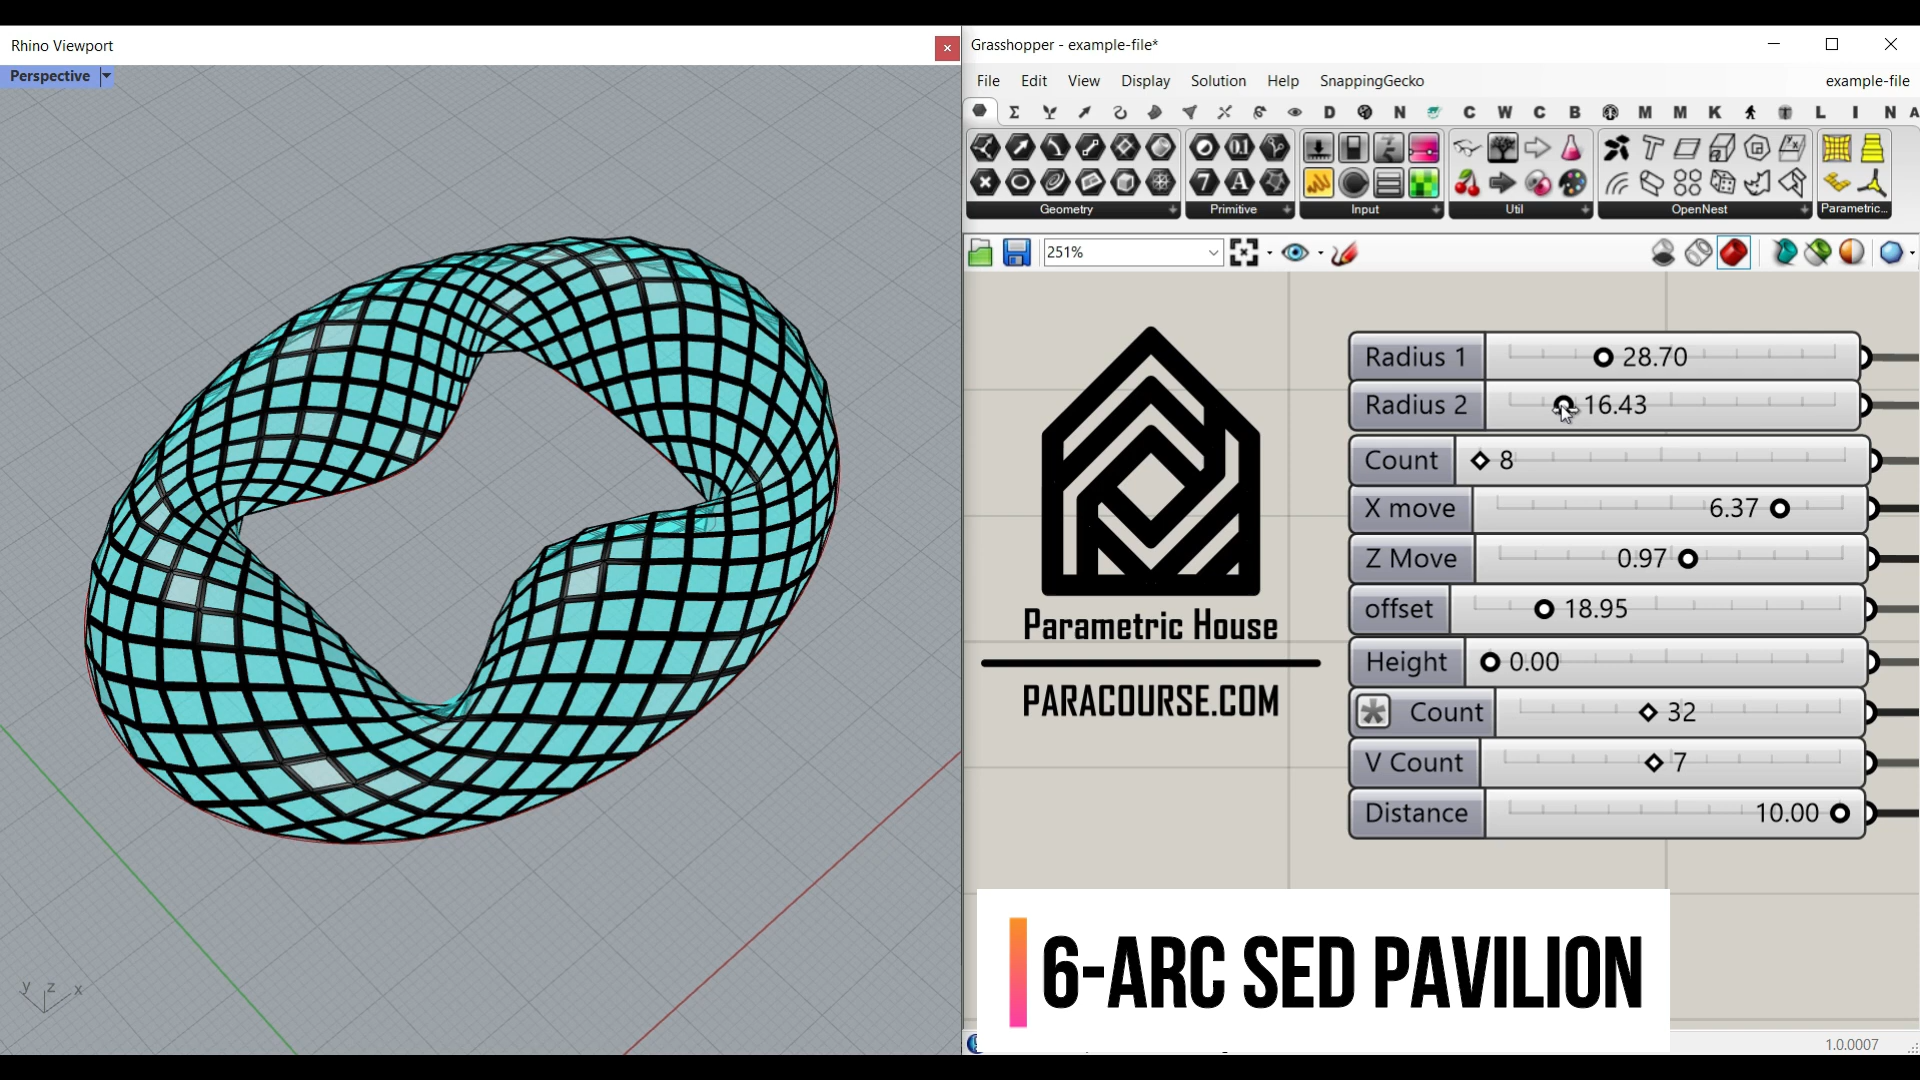 Rhino Viewport
Perspective
y z x
Grasshopper - example-file*
File Edit View Display Solution Help SnappingGecko example-file
D N C W C B M M K L I N A
Geometry Primitive Input Util OpenNest Parametric...
251%
Radius 1 28.70
Radius 2 16.43
Count 8
X move 6.37
Z Move 0.97
offset 18.95
Height 0.00
Count 32
V Count 7
Distance 10.00
Parametric House
PARACOURSE.COM
6-ARC SED PAVILION
1.0.0007